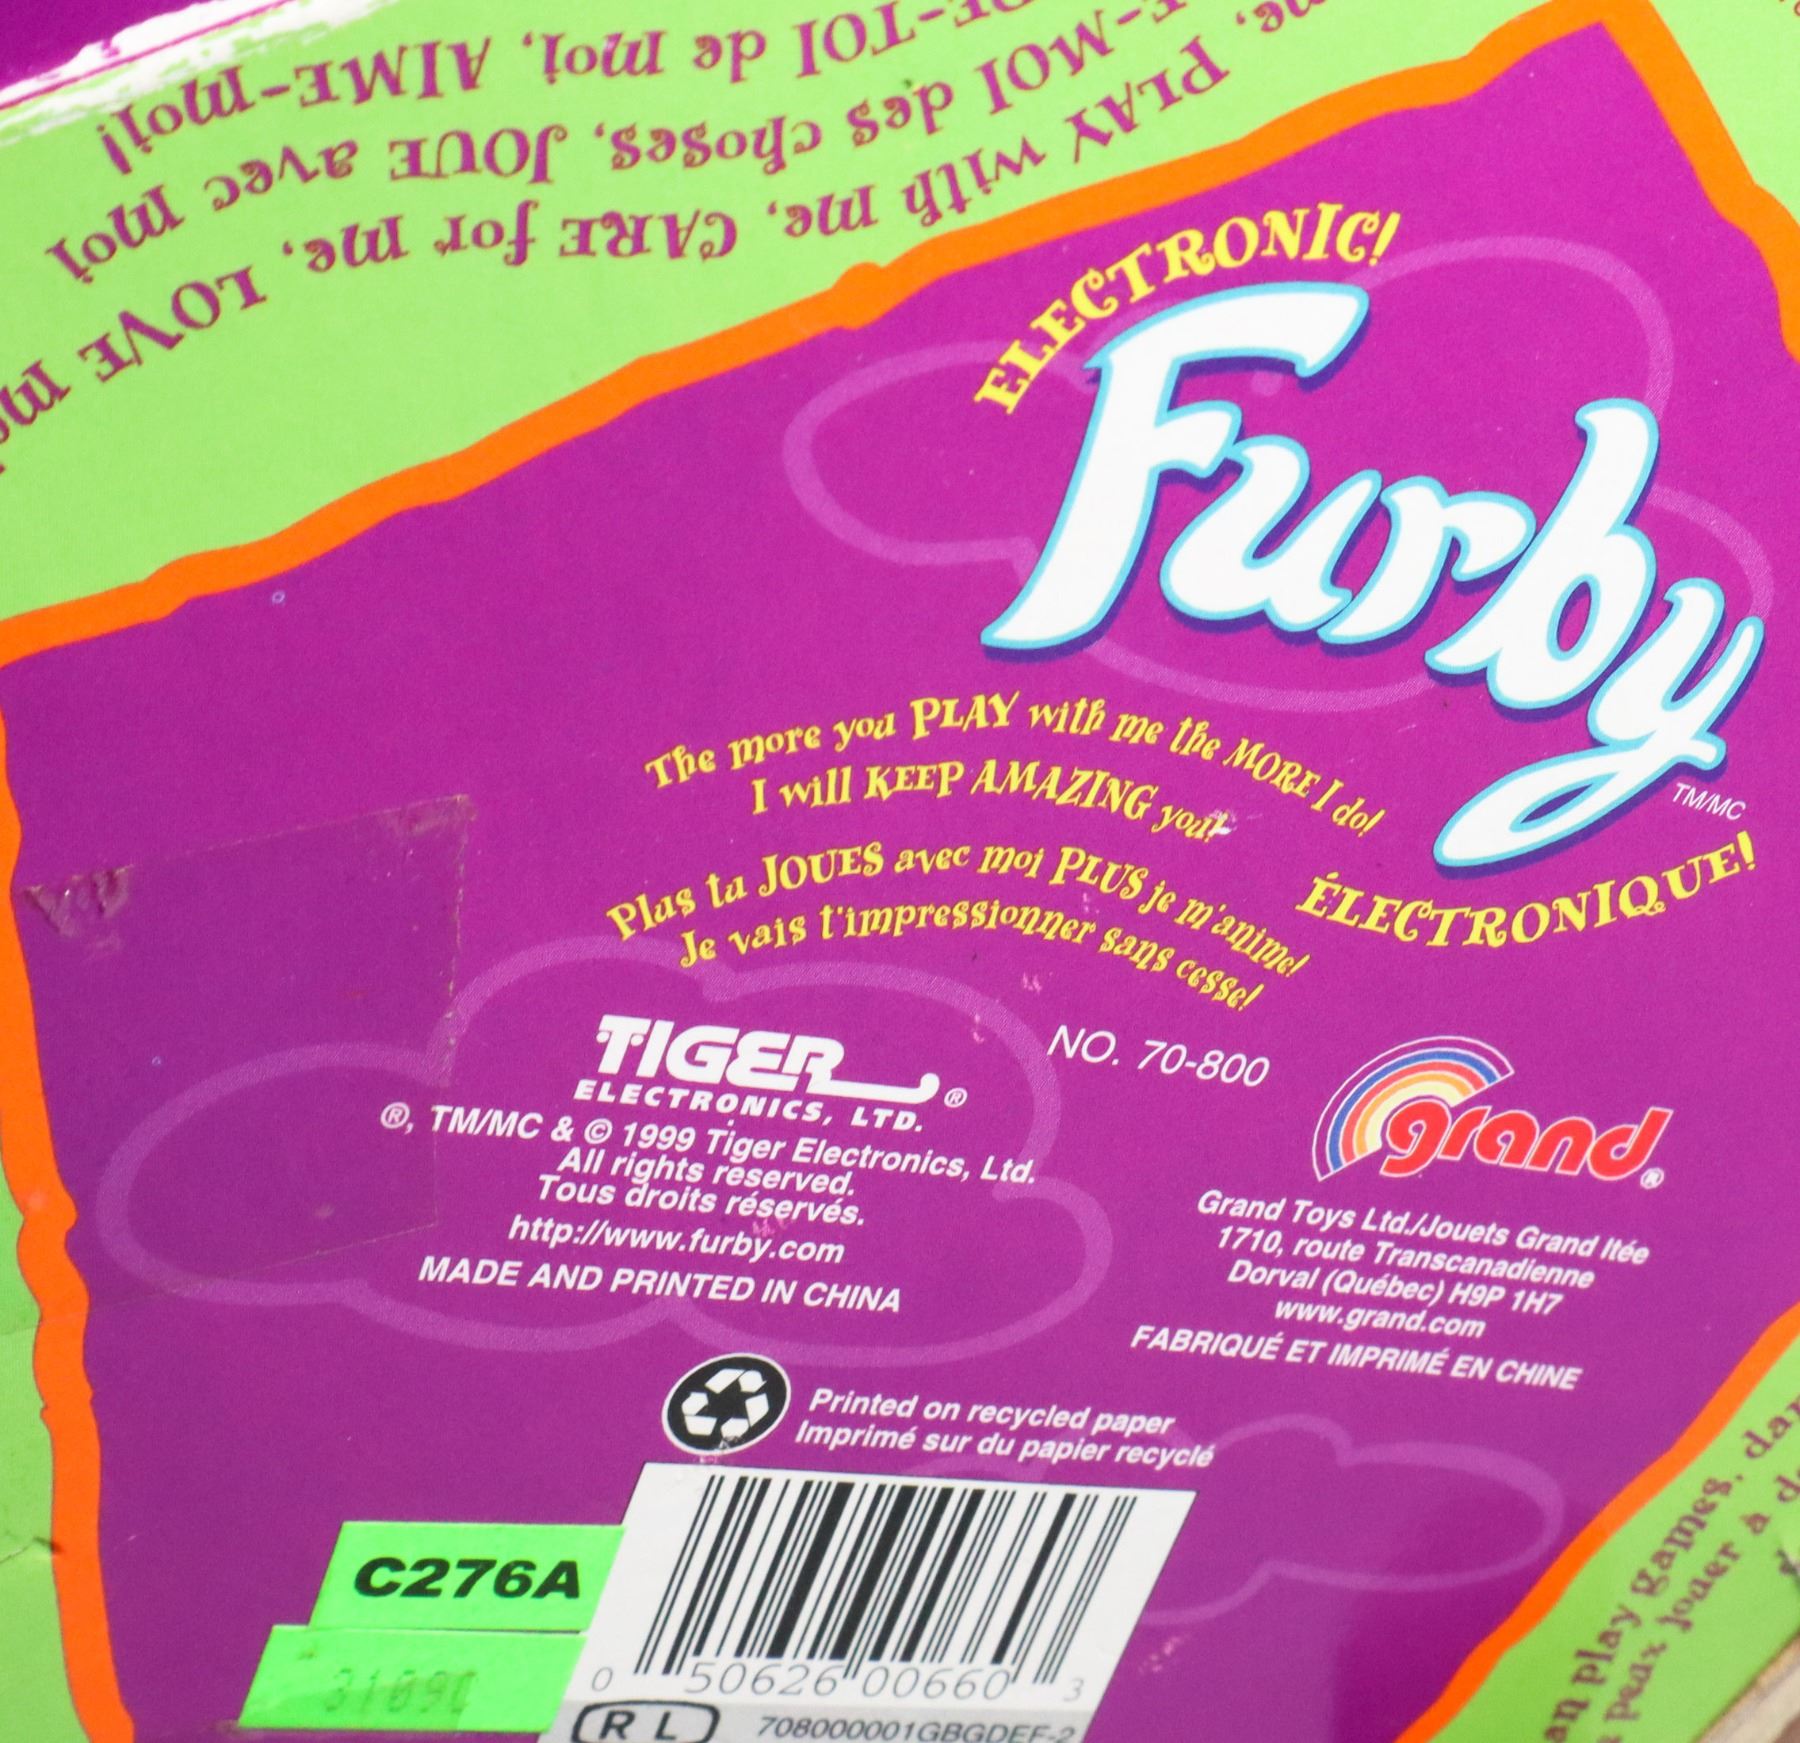 AIME-moi!
DE-TOI de moi,
JOUE avec moi
E-MOI des choses,
PLAY with me, CARE for me, LOVE me
ELECTRONIC!
Furby
TM/MC
ÉLECTRONIQUE!
The more you PLAY with me the MORE I do!
I will KEEP AMAZING you!
Plus tu JOUES avec moi PLUS je m'anime!
Je vais t'impressionner sans cesse!
TIGER
ELECTRONICS, LTD. ®
®, TM/MC & © 1999 Tiger Electronics, Ltd.
All rights reserved.
Tous droits réservés.
http://www.furby.com
MADE AND PRINTED IN CHINA
NO. 70-800
grand®
Grand Toys Ltd./Jouets Grand ltée
1710, route Transcanadienne
Dorval (Québec) H9P 1H7
www.grand.com
FABRIQUÉ ET IMPRIMÉ EN CHINE
Printed on recycled paper
Imprimé sur du papier recyclé
C276A
0 50626 00660 3
R L
708000001GBGDEF-2
an play games, dan
peux jouer à de